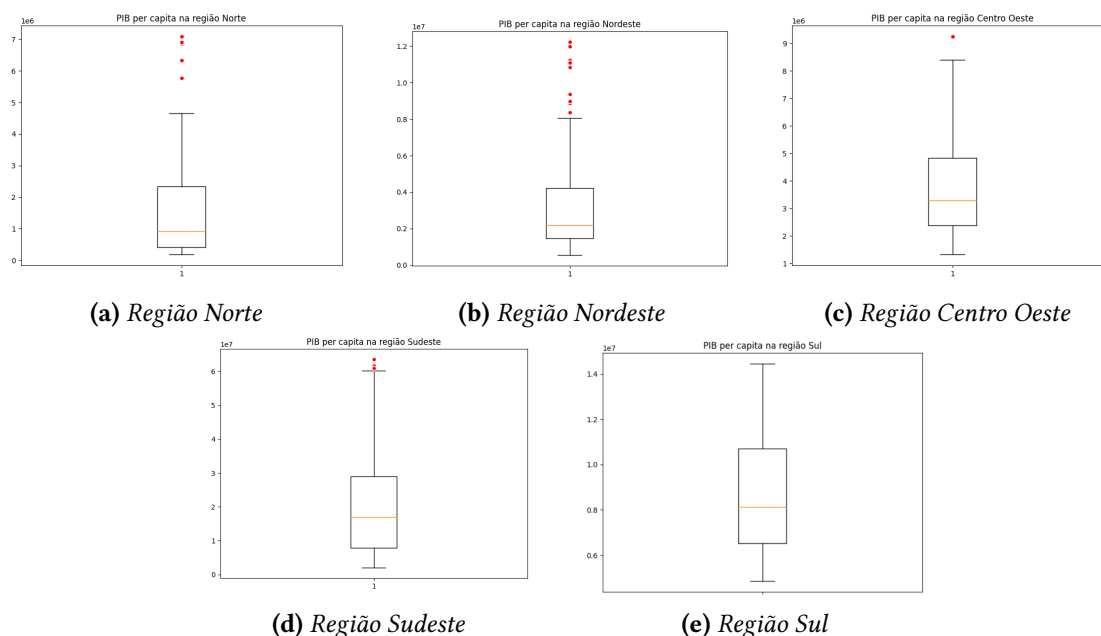 PIB per capita na região Norte
1e6
7
6
5
4
3
2
1
0
1
(a) Região Norte
PIB per capita na região Nordeste
1e7
1.2
1.0
0.8
0.6
0.4
0.2
0.0
1
(b) Região Nordeste
PIB per capita na região Centro Oeste
1e6
9
8
7
6
5
4
3
2
1
1
(c) Região Centro Oeste
PIB per capita na região Sudeste
1e7
6
5
4
3
2
1
0
1
(d) Região Sudeste
PIB per capita na região Sul
1e7
1.4
1.2
1.0
0.8
0.6
(e) Região Sul